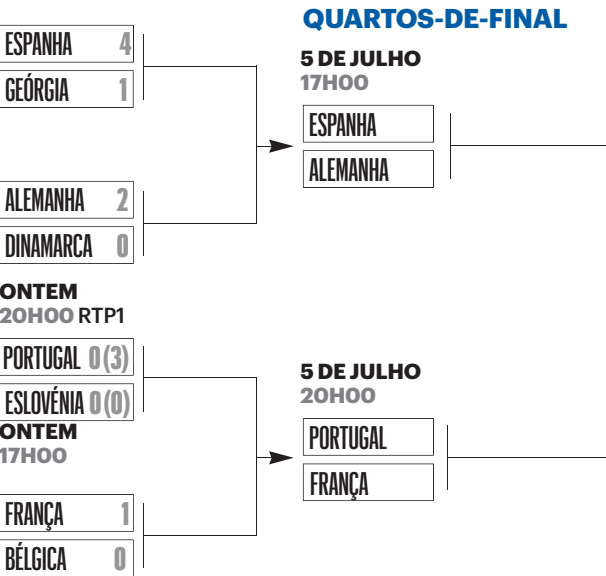 QUARTOS-DE-FINAL
ESPANHA 4
GEÓRGIA 1
5 DE JULHO
17H00
ESPANHA
ALEMANHA
ALEMANHA 2
DINAMARCA 0
ONTEM
20H00 RTP1
PORTUGAL 0(3)
ESLOVÉNIA 0(0)
ONTEM
17H00
5 DE JULHO
20H00
PORTUGAL
FRANÇA
FRANÇA 1
BÉLGICA 0